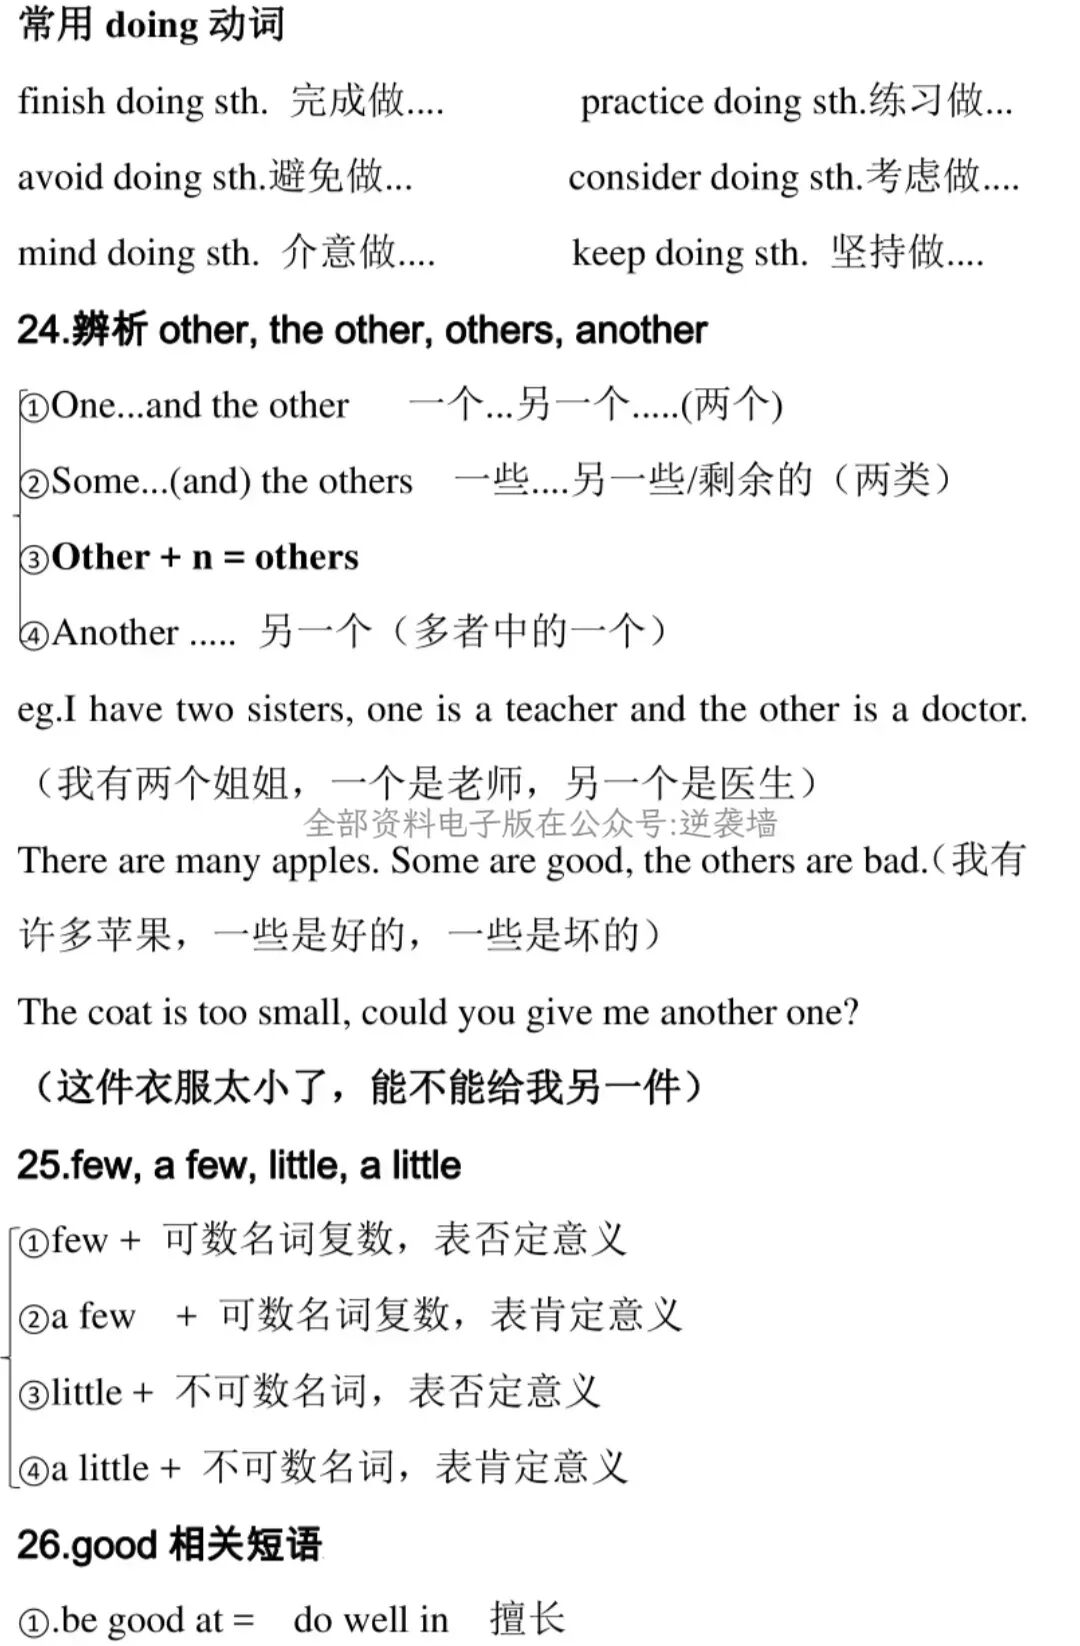 常用 doing 动词
finish doing sth. 完成做.... practice doing sth.练习做...
avoid doing sth.避免做... consider doing sth.考虑做....
mind doing sth. 介意做.... keep doing sth. 坚持做....
24.辨析 other, the other, others, another
①One...and the other 一个...另一个.....(两个)
②Some...(and) the others 一些....另一些/剩余的（两类）
③Other + n = others
④Another ..... 另一个（多者中的一个）
eg.I have two sisters, one is a teacher and the other is a doctor.
（我有两个姐姐，一个是老师，另一个是医生）
全部资料电子版在公众号:逆袭墙
There are many apples. Some are good, the others are bad.（我有
许多苹果，一些是好的，一些是坏的）
The coat is too small, could you give me another one?
（这件衣服太小了，能不能给我另一件）
25.few, a few, little, a little
①few + 可数名词复数，表否定意义
②a few + 可数名词复数，表肯定意义
③little + 不可数名词，表否定意义
④a little + 不可数名词，表肯定意义
26.good 相关短语
①.be good at = do well in 擅长